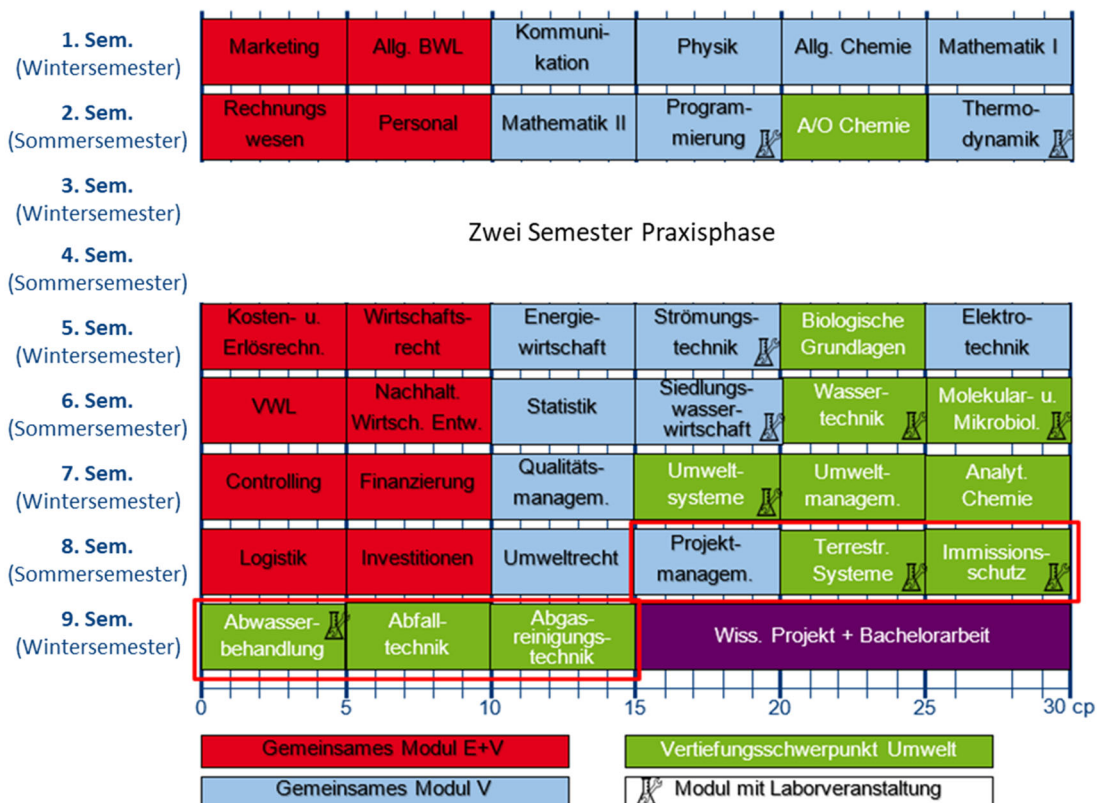 1. Sem.
(Wintersemester)
Marketing
Allg. BWL
Kommuni-
kation
Physik
Allg. Chemie
Mathematik I
2. Sem.
(Sommersemester)
Rechnungs
wesen
Personal
Mathematik II
Program-
mierung
A/O Chemie
Thermo-
dynamik
3. Sem.
(Wintersemester)
Zwei Semester Praxisphase
4. Sem.
(Sommersemester)
5. Sem.
(Wintersemester)
Kosten- u.
Erlösrechn.
Wirtschafts-
recht
Energie-
wirtschaft
Strömungs-
technik
Biologische
Grundlagen
Elektro-
technik
6. Sem.
(Sommersemester)
VWL
Nachhalt.
Wirtsch. Entw.
Statistik
Siedlungs-
wasser-
wirtschaft
Wasser-
technik
Molekular- u.
Mikrobiol.
7. Sem.
(Wintersemester)
Controlling
Finanzierung
Qualitäts-
managem.
Umwelt-
systeme
Umwelt-
managem.
Analyt.
Chemie
8. Sem.
(Sommersemester)
Logistik
Investitionen
Umweltrecht
Projekt-
managem.
Terrestr.
Systeme
Immissions-
schutz
9. Sem.
(Wintersemester)
Abwasser-
behandlung
Abfall-
technik
Abgas-
reinigungs-
technik
Wiss. Projekt + Bachelorarbeit
0 5 10 15 20 25 30 cp
Gemeinsames Modul E+V
Vertiefungsschwerpunkt Umwelt
Gemeinsames Modul V
Modul mit Laborveranstaltung